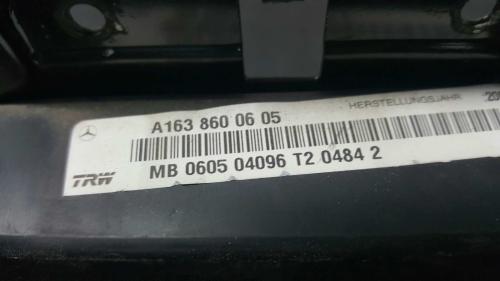 A163 860 06 05
HERSTELLUNGSJAHR
MB 0605 04096 T2 0484 2
TRW